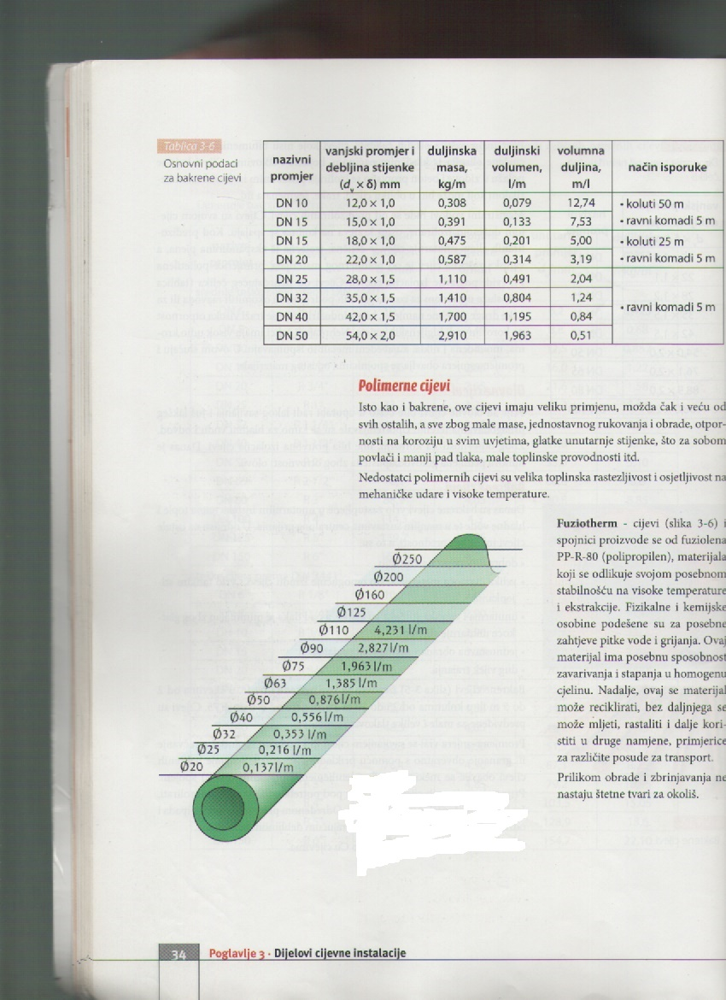 Tablica 3-6
Osnovni podaci
za bakrene cijevi
nazivni promjer | vanjski promjer i debljina stijenke (dv × δ) mm | duljinska masa, kg/m | duljinski volumen, l/m | volumna duljina, m/l | način isporuke
DN 10 | 12,0 × 1,0 | 0,308 | 0,079 | 12,74 | • koluti 50 m
DN 15 | 15,0 × 1,0 | 0,391 | 0,133 | 7,53 | • ravni komadi 5 m
DN 15 | 18,0 × 1,0 | 0,475 | 0,201 | 5,00 | • koluti 25 m
DN 20 | 22,0 × 1,0 | 0,587 | 0,314 | 3,19 | • ravni komadi 5 m
DN 25 | 28,0 × 1,5 | 1,110 | 0,491 | 2,04
DN 32 | 35,0 × 1,5 | 1,410 | 0,804 | 1,24 | • ravni komadi 5 m
DN 40 | 42,0 × 1,5 | 1,700 | 1,195 | 0,84
DN 50 | 54,0 × 2,0 | 2,910 | 1,963 | 0,51
Polimerne cijevi
Isto kao i bakrene, ove cijevi imaju veliku primjenu, možda čak i veću od
svih ostalih, a sve zbog male mase, jednostavnog rukovanja i obrade, otpor-
nosti na koroziju u svim uvjetima, glatke unutarnje stijenke, što za sobom
povlači i manji pad tlaka, male toplinske provodnosti itd.
Nedostatci polimernih cijevi su velika toplinska rastezljivost i osjetljivost na
mehaničke udare i visoke temperature.
Fuziotherm - cijevi (slika 3-6) i
spojnici proizvode se od fuziolena
PP-R-80 (polipropilen), materijala
koji se odlikuje svojom posebnom
stabilnošću na visoke temperature
i ekstrakcije. Fizikalne i kemijske
osobine podešene su za posebne
zahtjeve pitke vode i grijanja. Ovaj
materijal ima posebnu sposobnost
zavarivanja i stapanja u homogenu
cjelinu. Nadalje, ovaj se materijal
može reciklirati, bez daljnjega se
može mljeti, rastaliti i dalje kori-
stiti u druge namjene, primjerice
za različite posude za transport.
Prilikom obrade i zbrinjavanja ne
nastaju štetne tvari za okoliš.
Ø250
Ø200
Ø160
Ø125
Ø110 4,231 l/m
Ø90 2,827 l/m
Ø75 1,963 l/m
Ø63 1,385 l/m
Ø50 0,876 l/m
Ø40 0,556 l/m
Ø32 0,353 l/m
Ø25 0,216 l/m
Ø20 0,137 l/m
34 Poglavlje 3 · Dijelovi cijevne instalacije